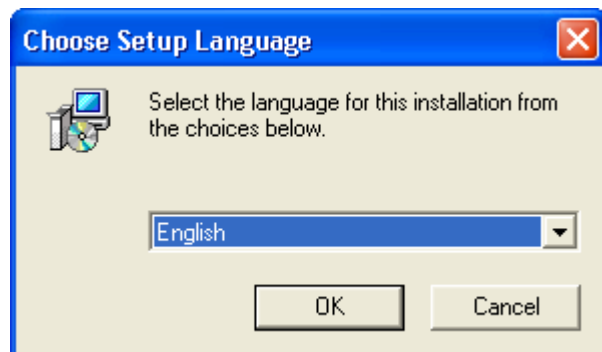 Choose Setup Language
Select the language for this installation from
the choices below.
English
OK
Cancel